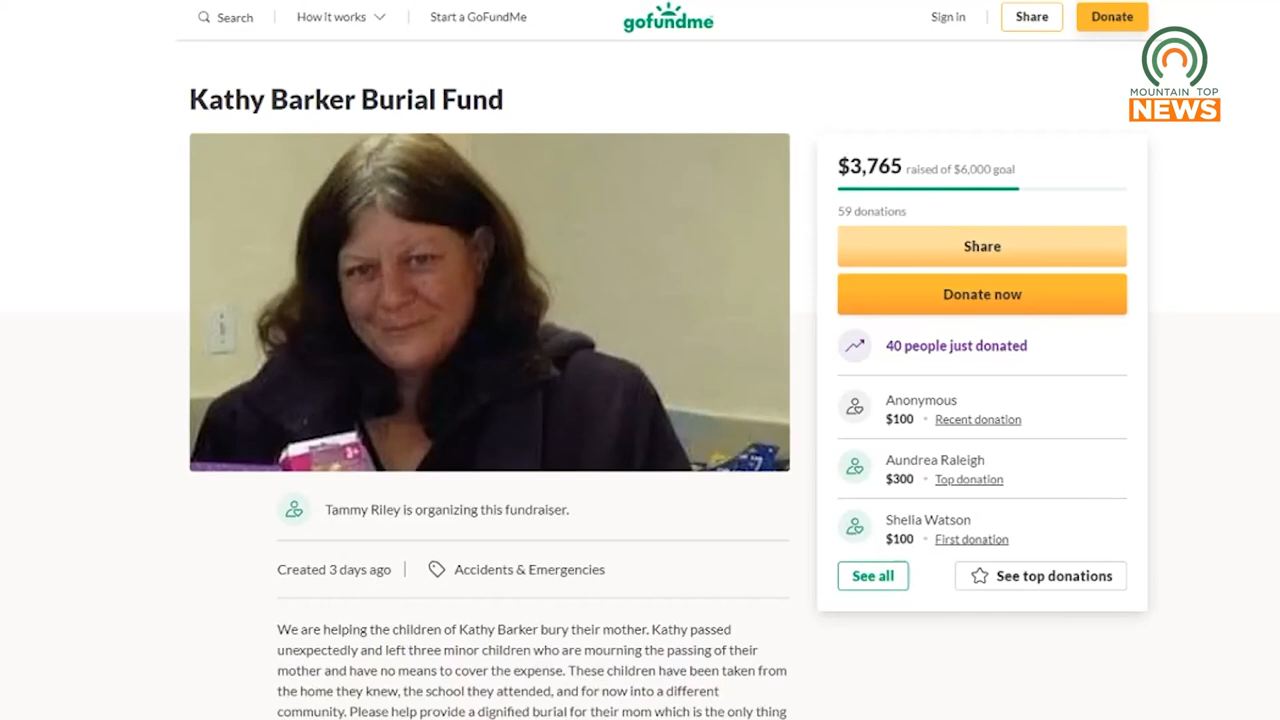 Search
How it works
Start a GoFundMe
gofundme
Sign in
Share
Donate
MOUNTAIN TOP
NEWS
Kathy Barker Burial Fund
$3,765 raised of $6,000 goal
59 donations
Share
Donate now
40 people just donated
Anonymous
$100 • Recent donation
Aundrea Raleigh
$300 • Top donation
Shelia Watson
$100 • First donation
See all
See top donations
Tammy Riley is organizing this fundraiser.
Created 3 days ago
Accidents & Emergencies
We are helping the children of Kathy Barker bury their mother. Kathy passed
unexpectedly and left three minor children who are mourning the passing of their
mother and have no means to cover the expense. These children have been taken from
the home they knew, the school they attended, and for now into a different
community. Please help provide a dignified burial for their mom which is the only thing